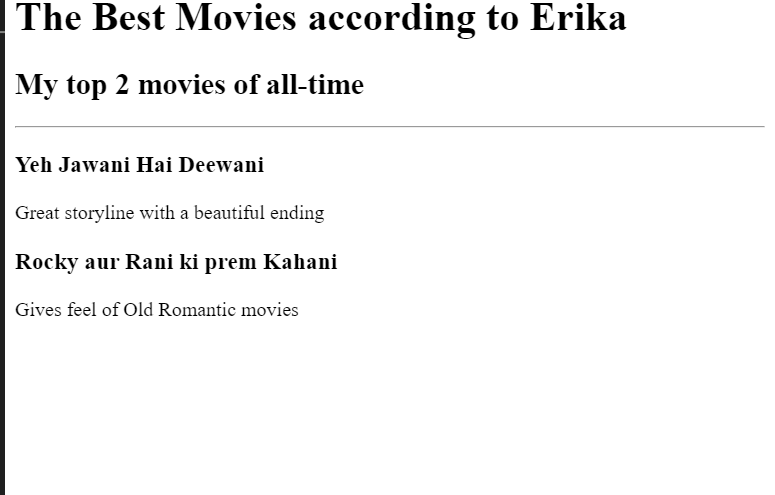 The Best Movies according to Erika
My top 2 movies of all-time
Yeh Jawani Hai Deewani
Great storyline with a beautiful ending
Rocky aur Rani ki prem Kahani
Gives feel of Old Romantic movies